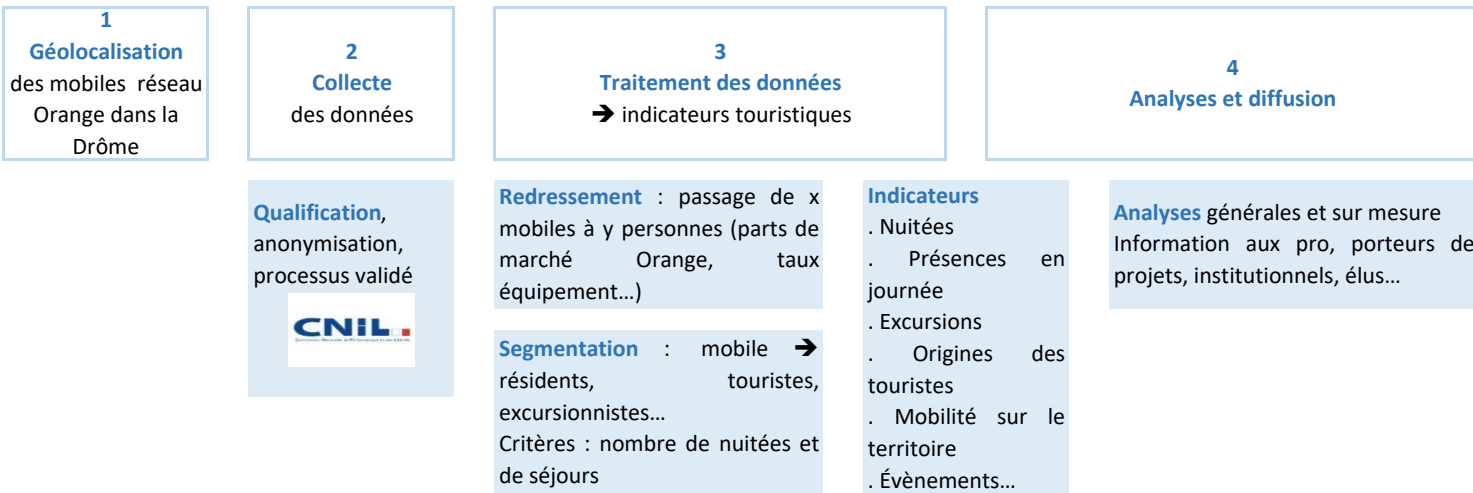 1
Géolocalisation
des mobiles réseau
Orange dans la
Drôme
2
Collecte
des données
3
Traitement des données
➔ indicateurs touristiques
4
Analyses et diffusion
Qualification,
anonymisation,
processus validé
CNIL
Redressement : passage de x
mobiles à y personnes (parts de
marché Orange, taux
équipement…)
Segmentation : mobile ➔
résidents, touristes,
excursionnistes…
Critères : nombre de nuitées et
de séjours
Indicateurs
. Nuitées
. Présences en
journée
. Excursions
. Origines des
touristes
. Mobilité sur le
territoire
. Évènements…
Analyses générales et sur mesure
Information aux pro, porteurs de
projets, institutionnels, élus…